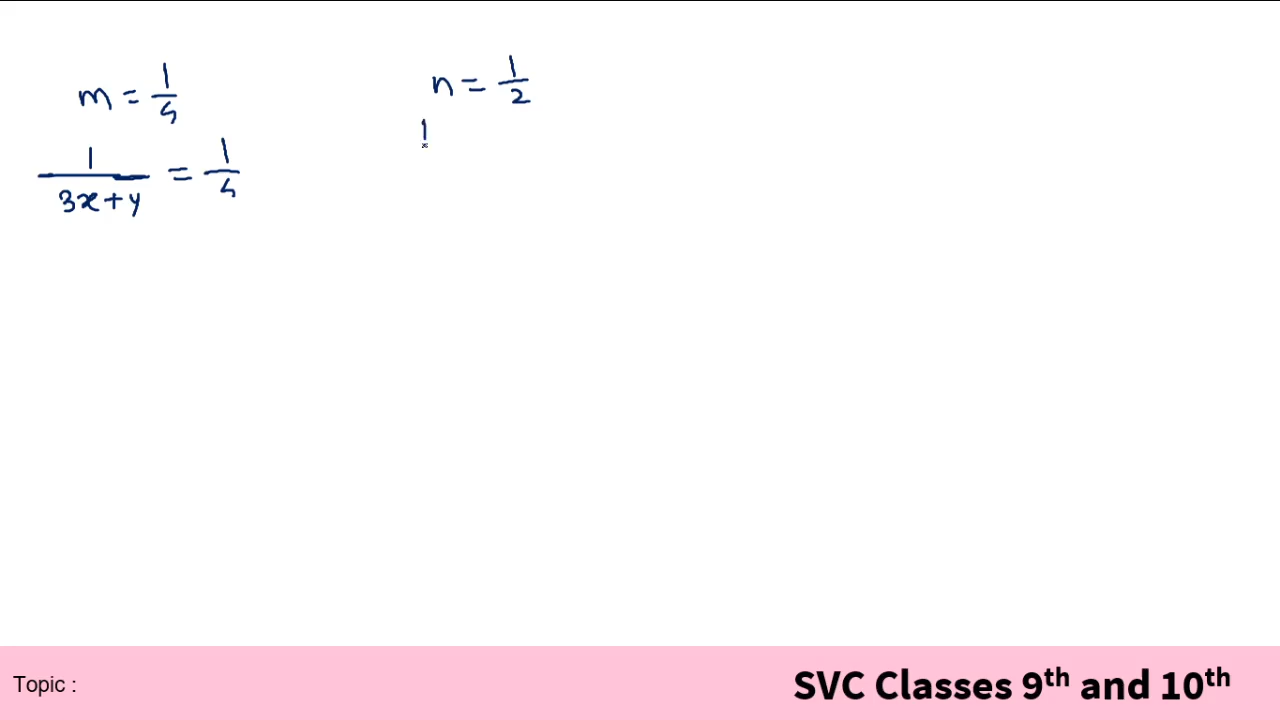 m = 1/4
n = 1/2
1/(3x+y) = 1/4
1
Topic :
SVC Classes 9th and 10th